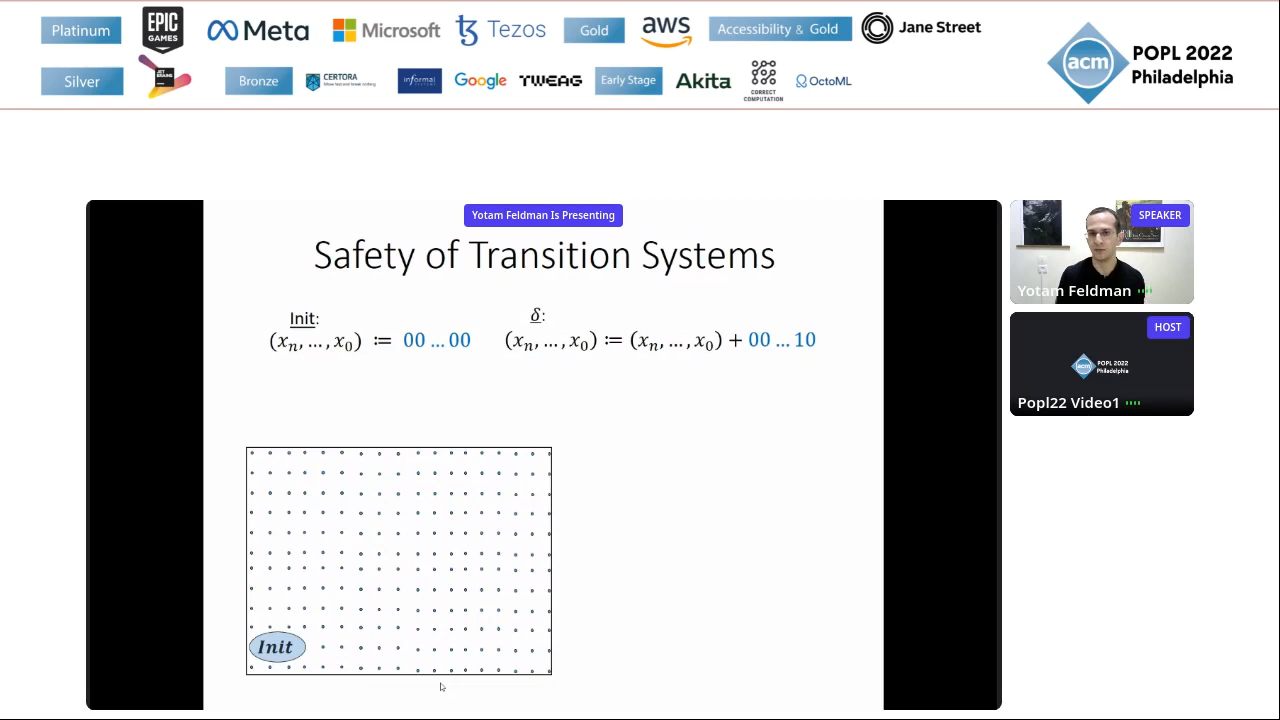 Platinum
EPIC GAMES
Meta
Microsoft
Tezos
Gold
aws
Accessibility & Gold
Jane Street
Silver
JET BRAINS
Bronze
CERTORA
informal
Google
TWEAG
Early Stage
Akita
CORRECT COMPUTATION
OctoML
acm
POPL 2022
Philadelphia
Yotam Feldman Is Presenting
Safety of Transition Systems
Init:
δ:
(xₙ, …, x₀) := 00 … 00
(xₙ, …, x₀) := (xₙ, …, x₀) + 00 … 10
Init
SPEAKER
Yotam Feldman
HOST
acm
POPL 2022
Philadelphia
Popl22 Video1